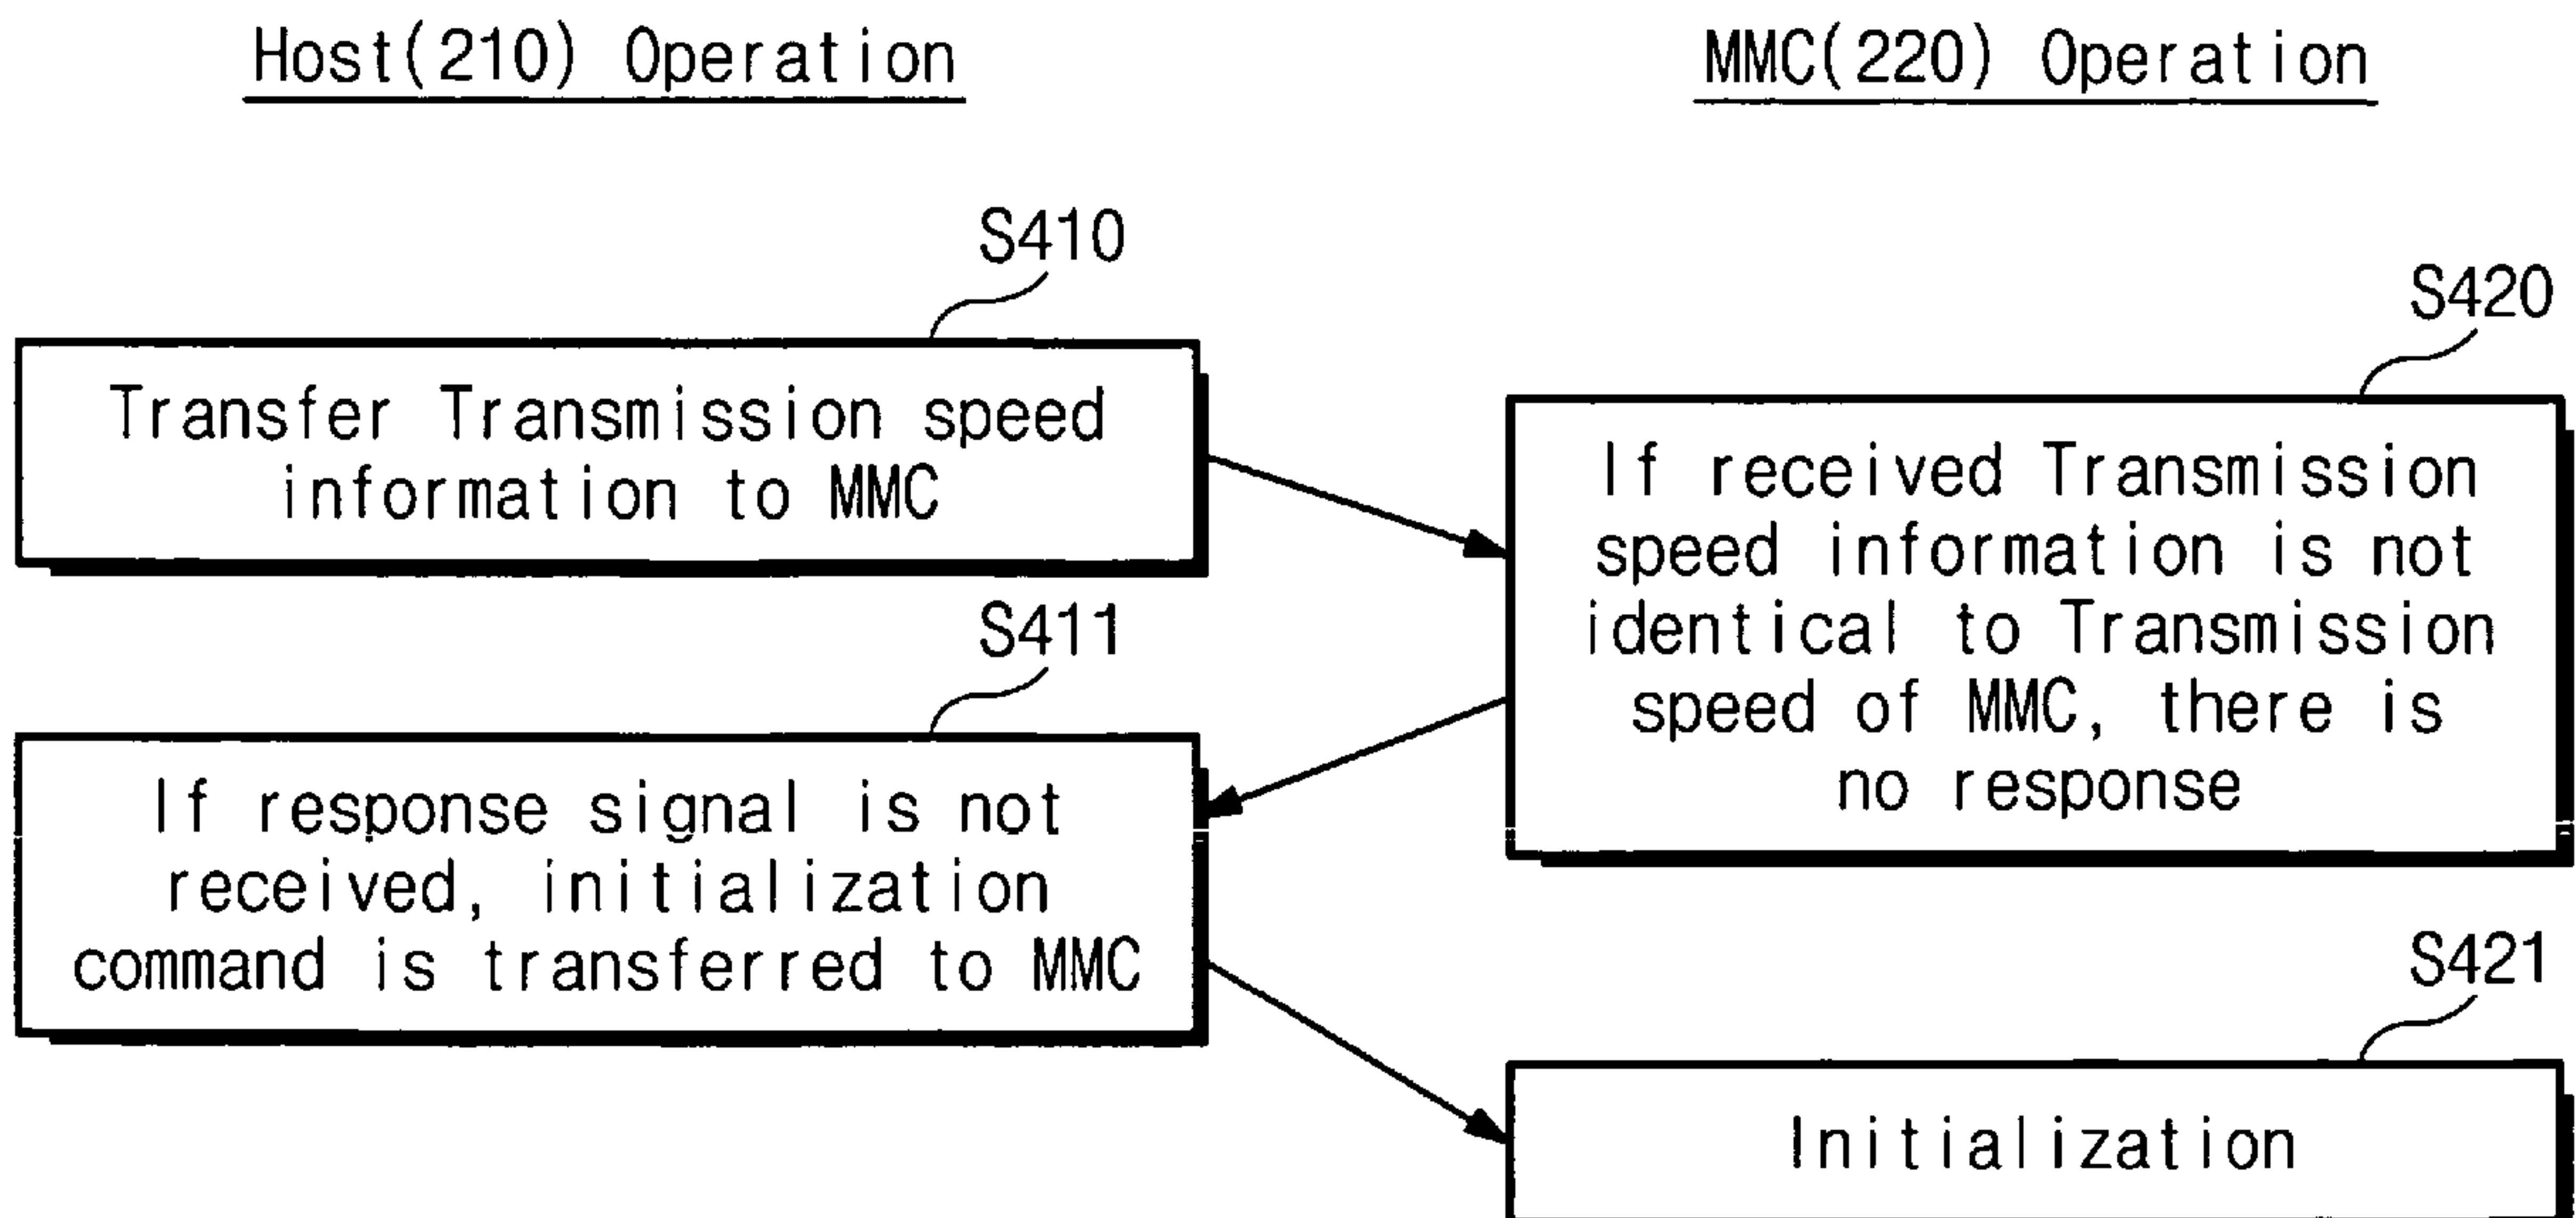 Host(210) Operation
MMC(220) Operation
S410
Transfer Transmission speed
information to MMC
S420
If received Transmission
speed information is not
identical to Transmission
speed of MMC, there is
no response
S411
If response signal is not
received, initialization
command is transferred to MMC
S421
Initialization